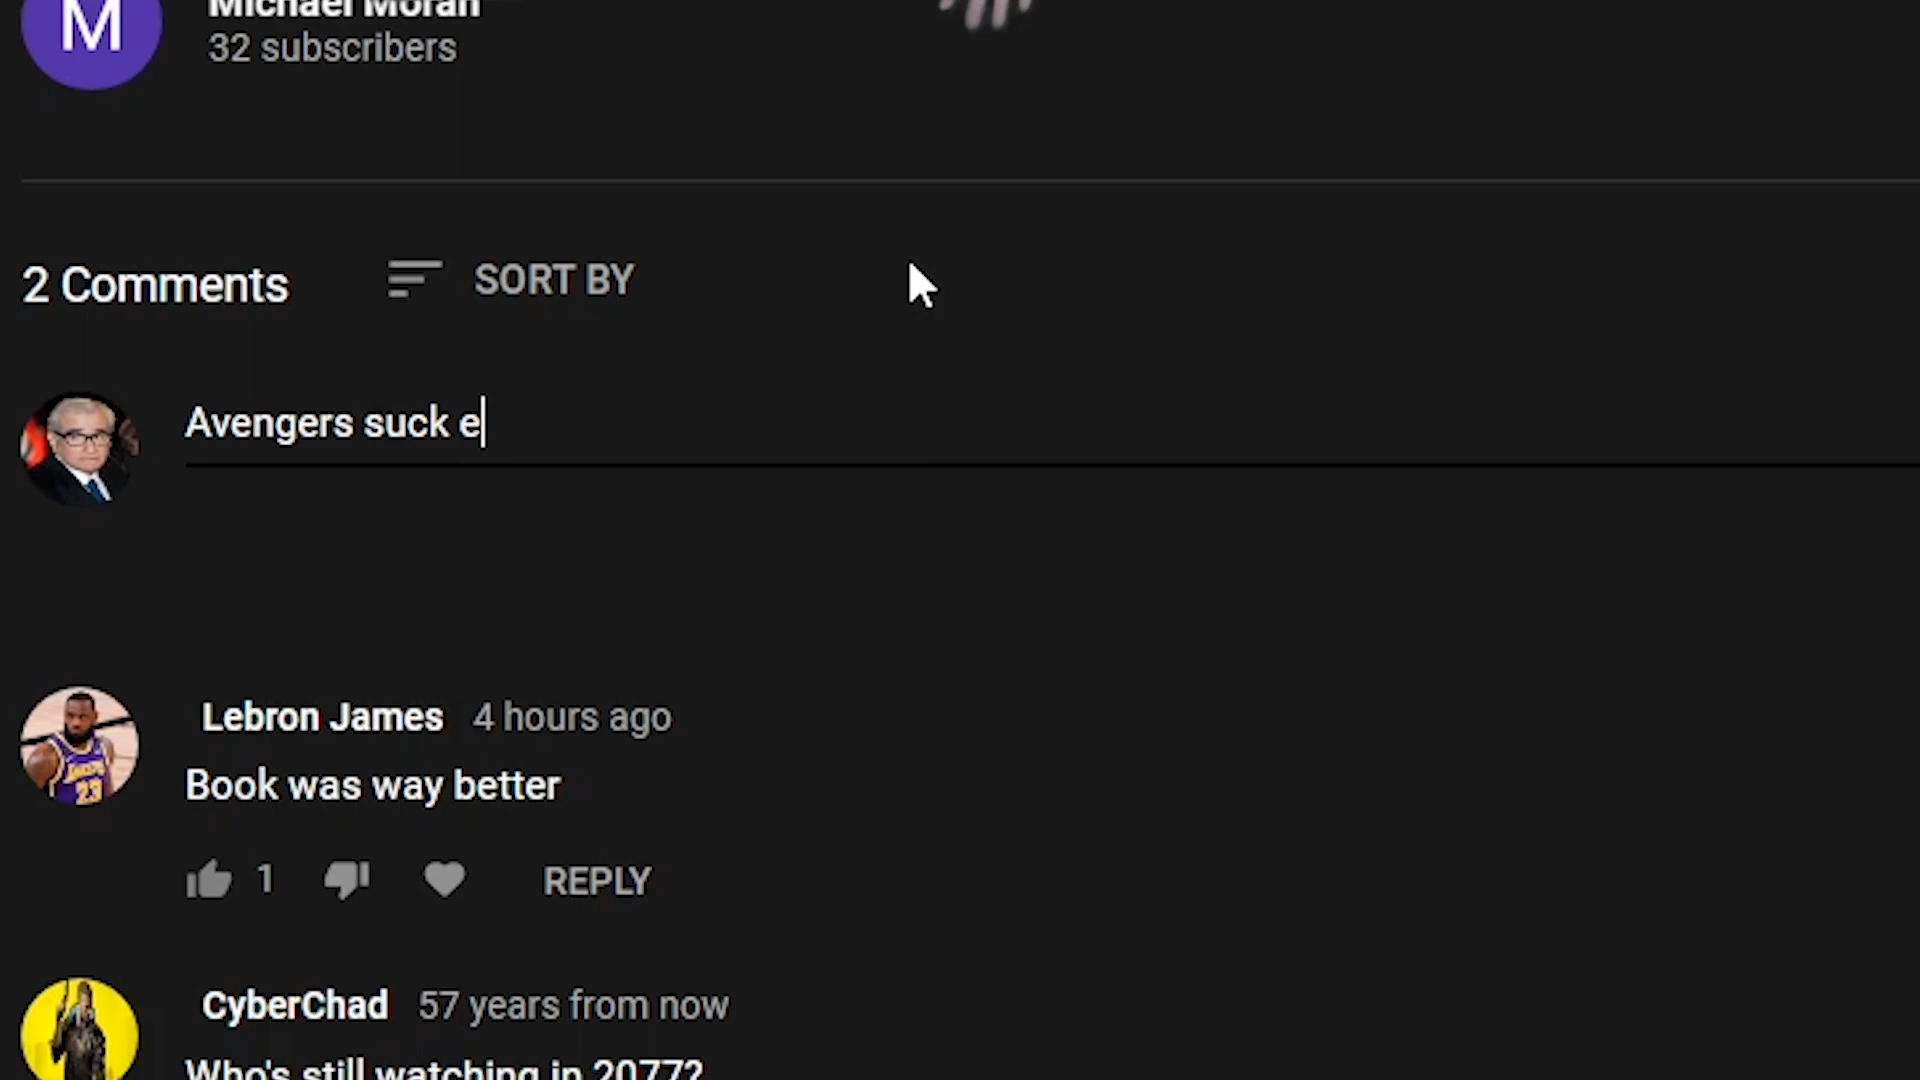 M
Michael Moran
32 subscribers
2 Comments
SORT BY
Avengers suck e
Lebron James 4 hours ago
Book was way better
1 REPLY
CyberChad 57 years from now
Who's still watching in 2077?